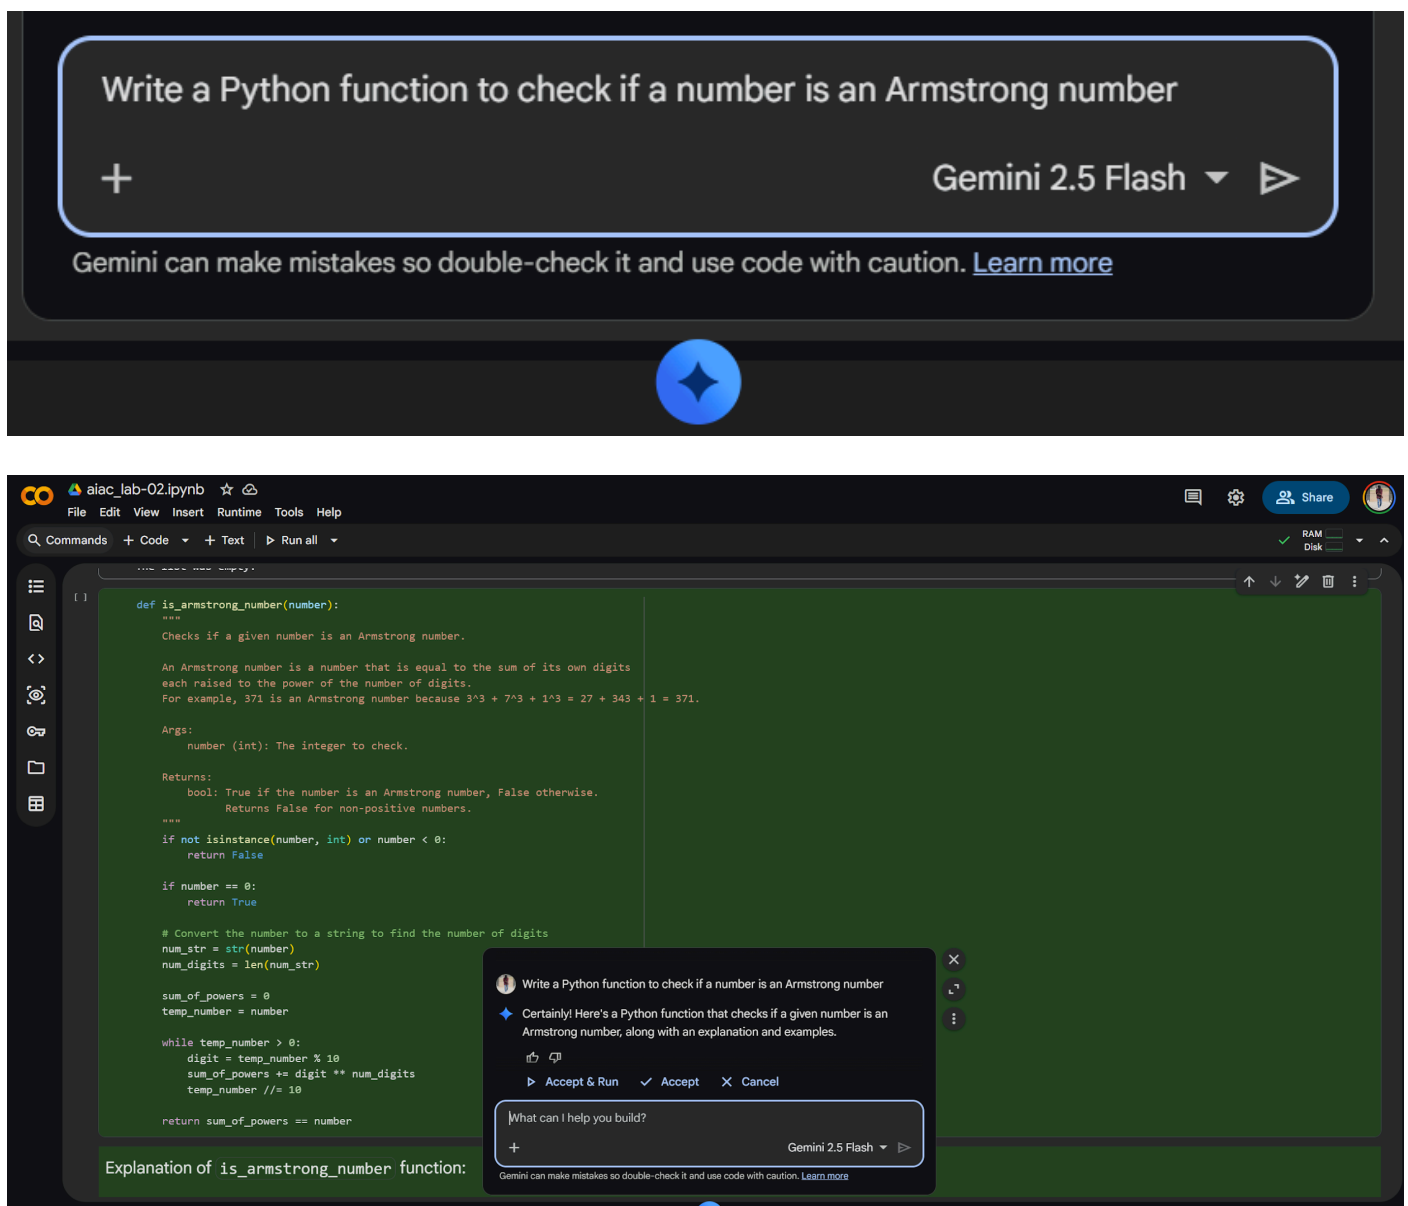 Write a Python function to check if a number is an Armstrong number
Gemini 2.5 Flash
Gemini can make mistakes so double-check it and use code with caution. Learn more
aiac_lab-02.ipynb
File Edit View Insert Runtime Tools Help
Share
Commands + Code + Text Run all
RAM
Disk
[ ]
def is_armstrong_number(number):
"""
Checks if a given number is an Armstrong number.
An Armstrong number is a number that is equal to the sum of its own digits
each raised to the power of the number of digits.
For example, 371 is an Armstrong number because 3^3 + 7^3 + 1^3 = 27 + 343 + 1 = 371.
Args:
number (int): The integer to check.
Returns:
bool: True if the number is an Armstrong number, False otherwise.
Returns False for non-positive numbers.
"""
if not isinstance(number, int) or number < 0:
return False
if number == 0:
return True
# Convert the number to a string to find the number of digits
num_str = str(number)
num_digits = len(num_str)
sum_of_powers = 0
temp_number = number
while temp_number > 0:
digit = temp_number % 10
sum_of_powers += digit ** num_digits
temp_number //= 10
return sum_of_powers == number
Explanation of is_armstrong_number function:
Write a Python function to check if a number is an Armstrong number
Certainly! Here's a Python function that checks if a given number is an
Armstrong number, along with an explanation and examples.
Accept & Run Accept Cancel
What can I help you build?
Gemini 2.5 Flash
Gemini can make mistakes so double-check it and use code with caution. Learn more